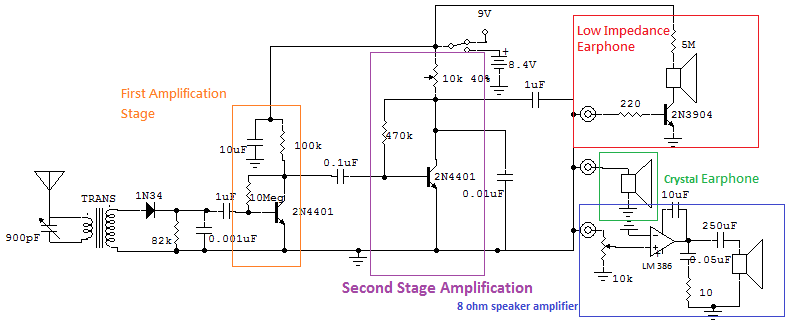 9V
Low Impedance
Earphone
5M
+
8.4V
10k 40%
1uF
220
2N3904
First Amplification
Stage
10uF
100k
470k
0.1uF
2N4401
0.01uF
Crystal Earphone
TRANS
1N34
1uF
10Meg
2N4401
900pF
82k
0.001uF
10uF
250uF
LM 386
0.05uF
10k
10
Second Stage Amplification
8 ohm speaker amplifier